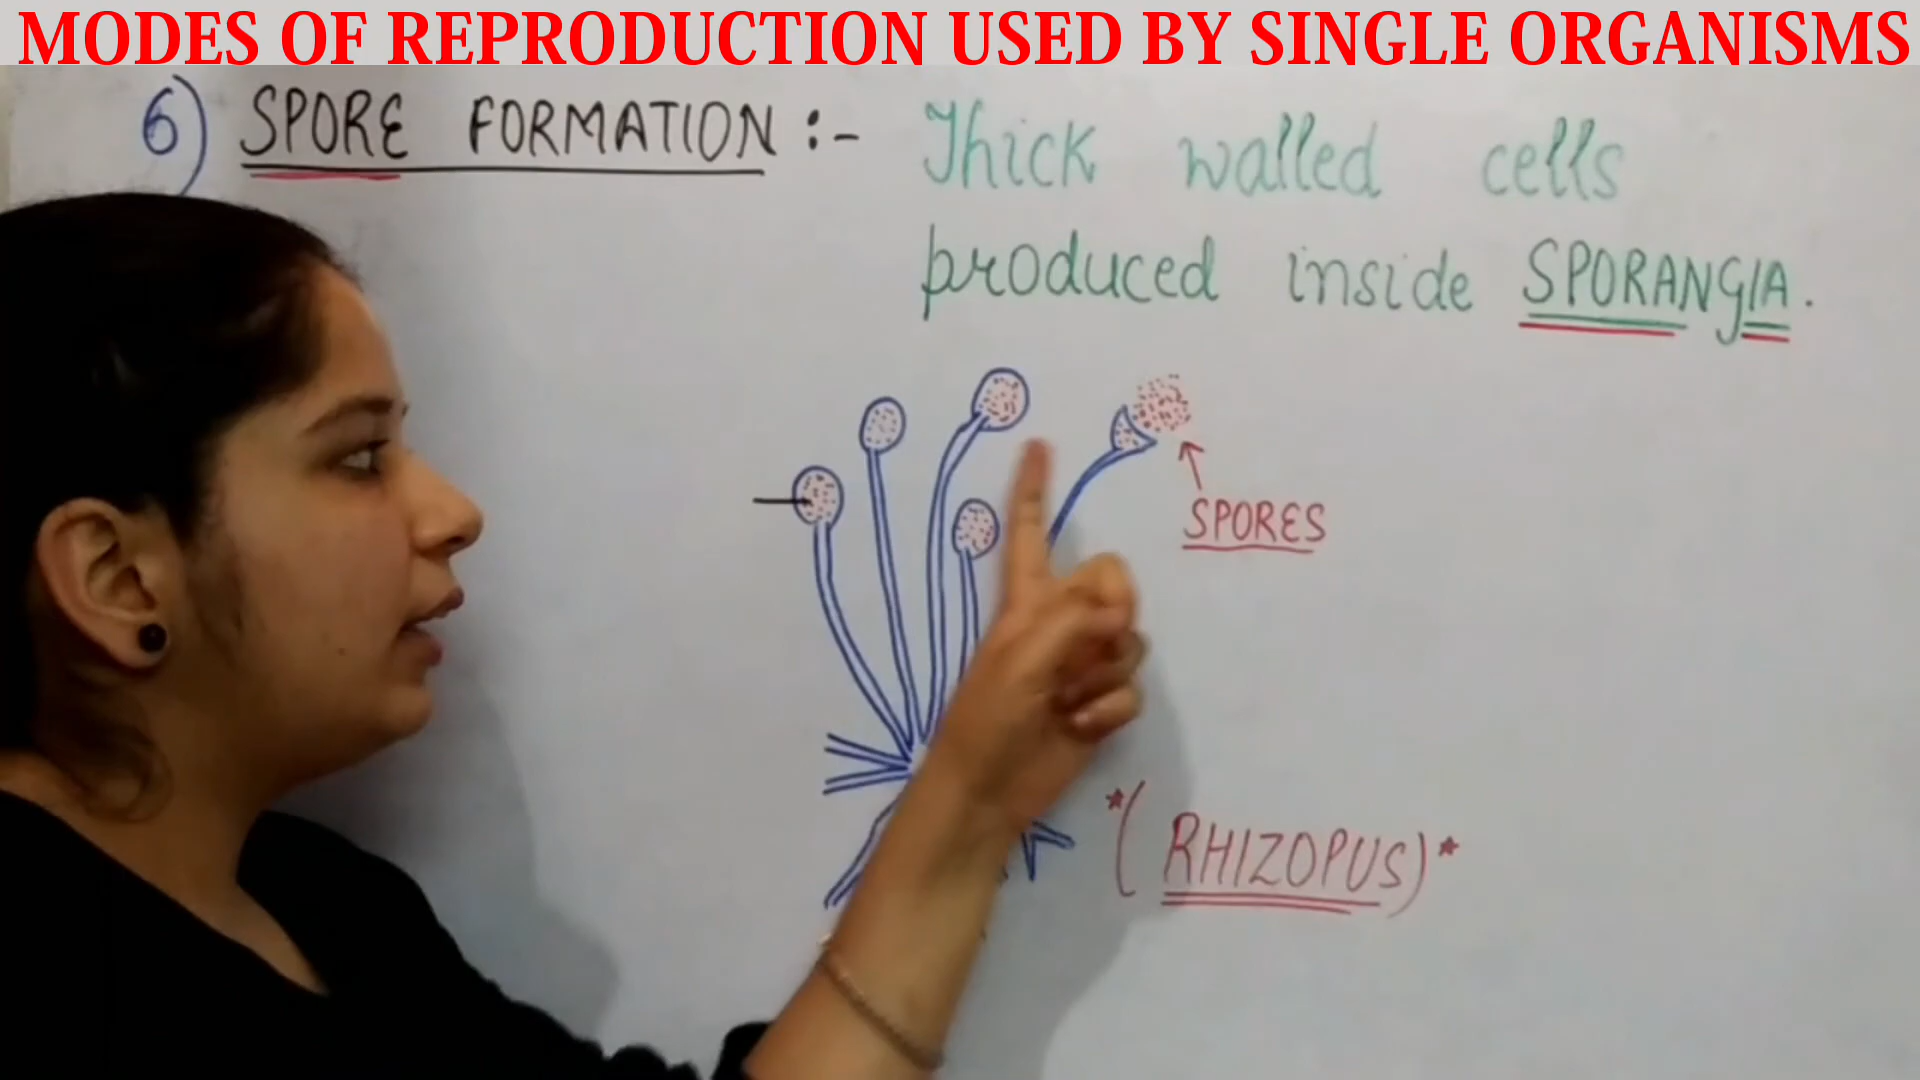 MODES OF REPRODUCTION USED BY SINGLE ORGANISMS
6) SPORE FORMATION :- Thick walled cells
produced inside SPORANGIA.
SPORES
*( RHIZOPUS)*